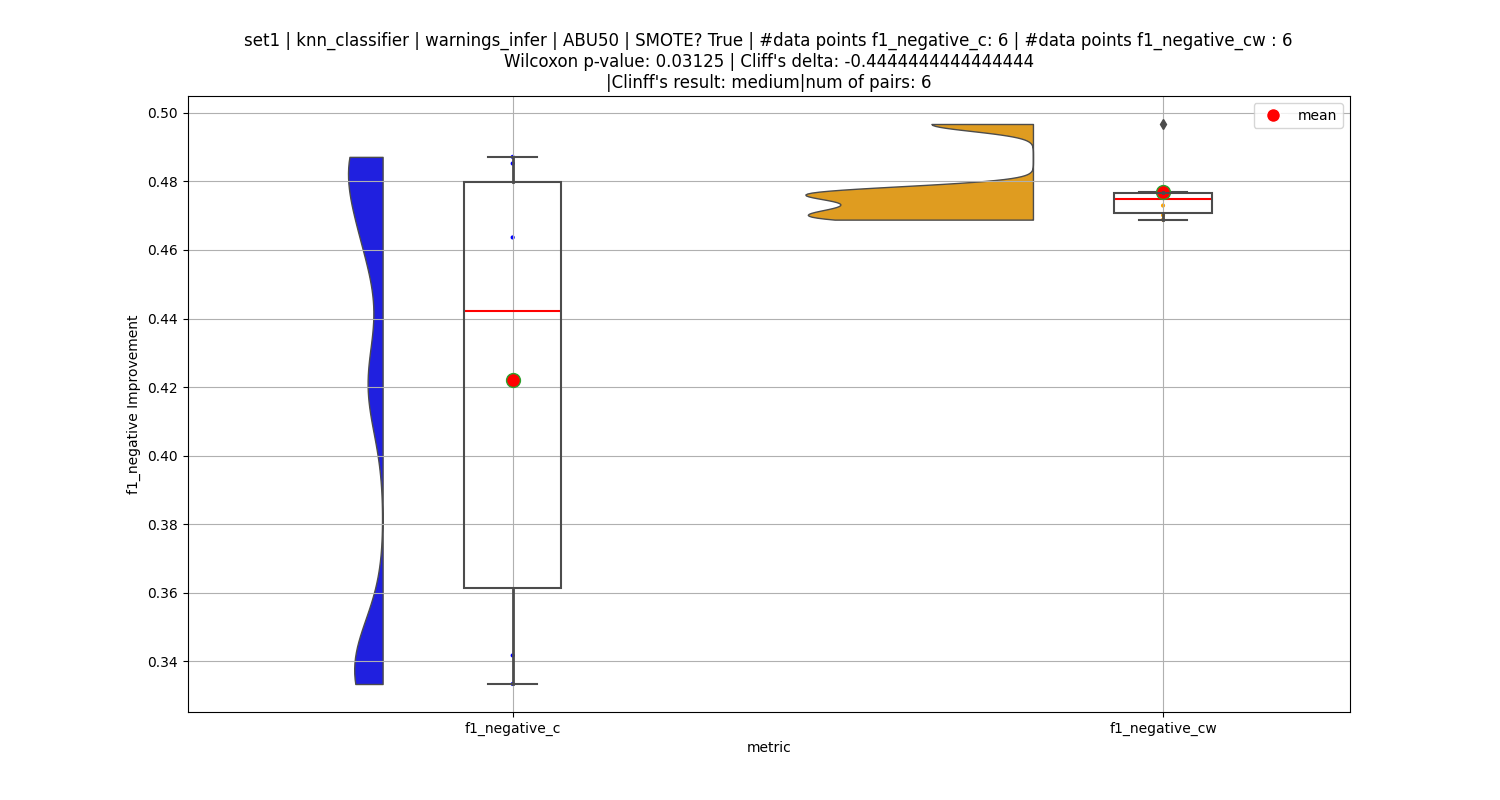 set1 | knn_classifier | warnings_infer | ABU50 | SMOTE? True | #data points f1_negative_c: 6 | #data points f1_negative_cw : 6
Wilcoxon p-value: 0.03125 | Cliff's delta: -0.4444444444444444
|Clinff's result: medium|num of pairs: 6
mean
0.50
0.48
0.46
0.44
0.42
0.40
0.38
0.36
0.34
f1_negative Improvement
f1_negative_c
f1_negative_cw
metric